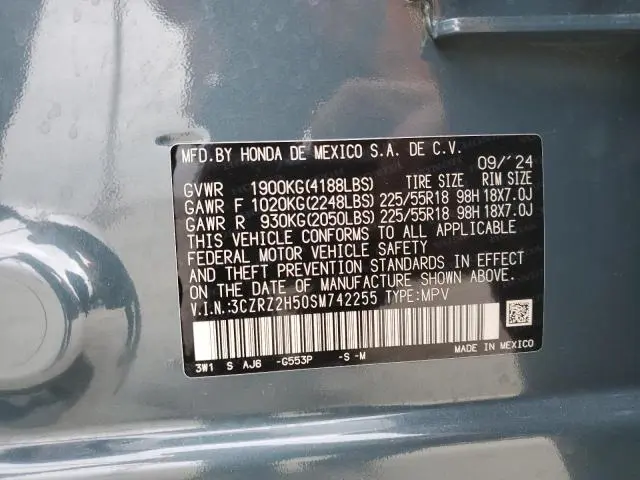 MFD.BY HONDA DE MEXICO S.A. DE C.V.
09/'24
GVWR 1900KG(4188LBS) TIRE SIZE RIM SIZE
GAWR F 1020KG(2248LBS) 225/55R18 98H 18X7.0J
GAWR R 930KG(2050LBS) 225/55R18 98H 18X7.0J
THIS VEHICLE CONFORMS TO ALL APPLICABLE
FEDERAL MOTOR VEHICLE SAFETY
AND THEFT PREVENTION STANDARDS IN EFFECT
ON THE DATE OF MANUFACTURE SHOWN ABOVE.
V.I.N.:3CZRZ2H50SM742255 TYPE:MPV
3W1 S AJ6 -G553P -S -M
MADE IN MEXICO